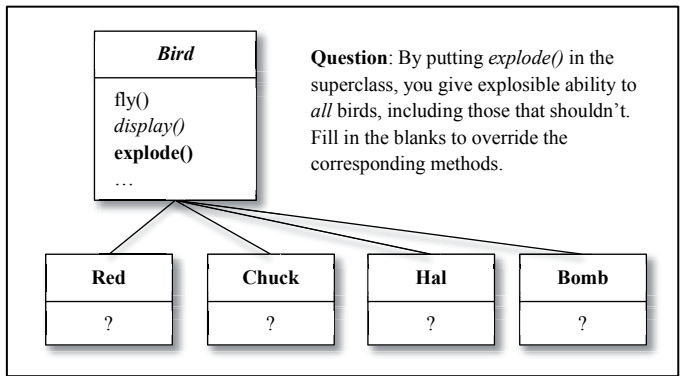 Bird
fly()
display()
explode()
…
Question: By putting explode() in the
superclass, you give explosible ability to
all birds, including those that shouldn't.
Fill in the blanks to override the
corresponding methods.
Red
Chuck
Hal
Bomb
?
?
?
?